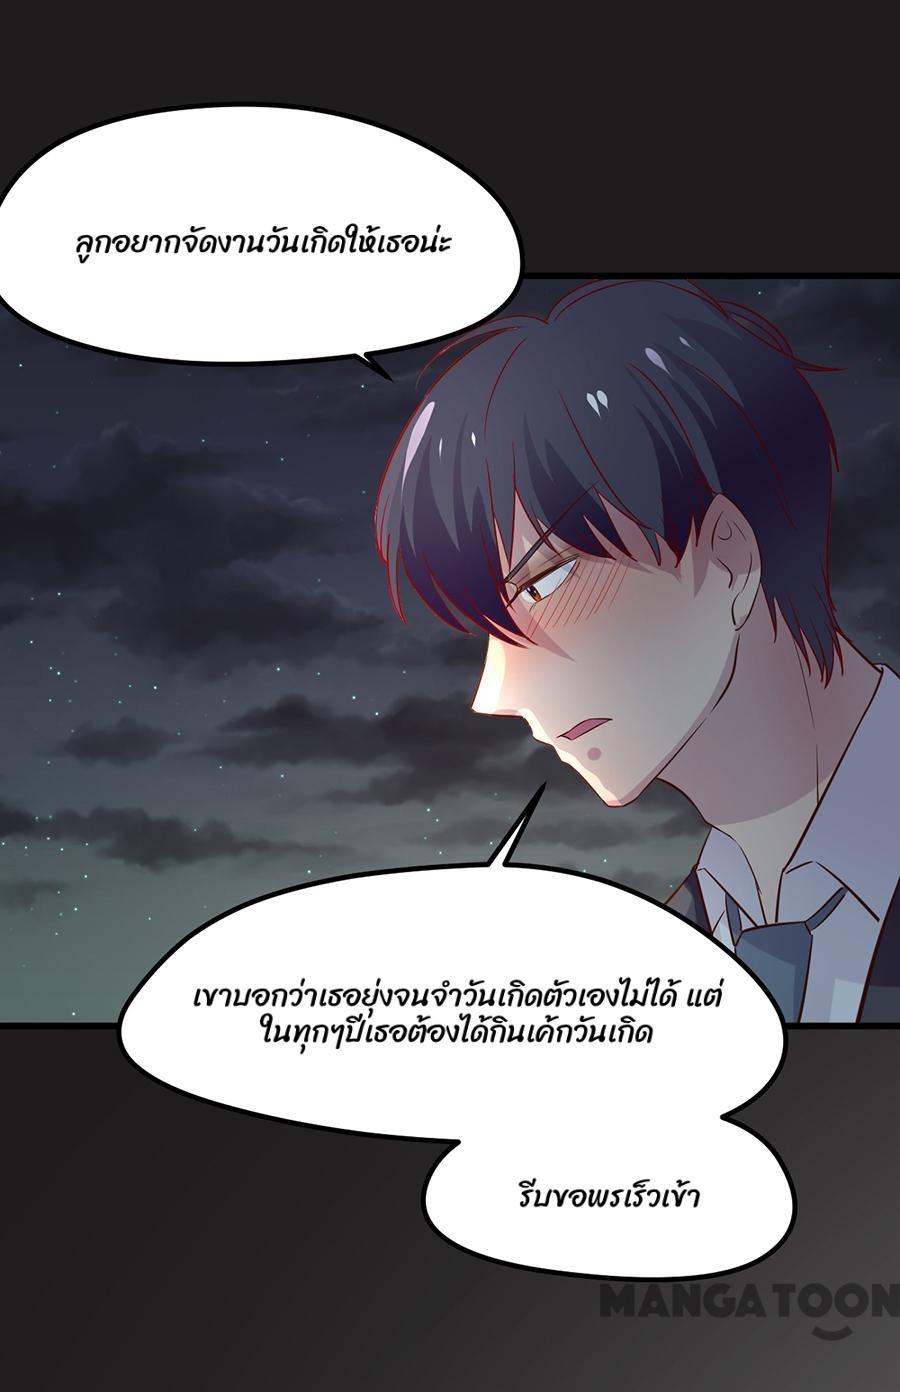 ลูกอยากจัดงานวันเกิดให้เธอน่ะ
เขาบอกว่าเธอยุ่งจนจำวันเกิดตัวเองไม่ได้ แต่
ในทุกๆปีเธอต้องได้กินเค้กวันเกิด
รีบขอพรเร็วเข้า
MANGATOON